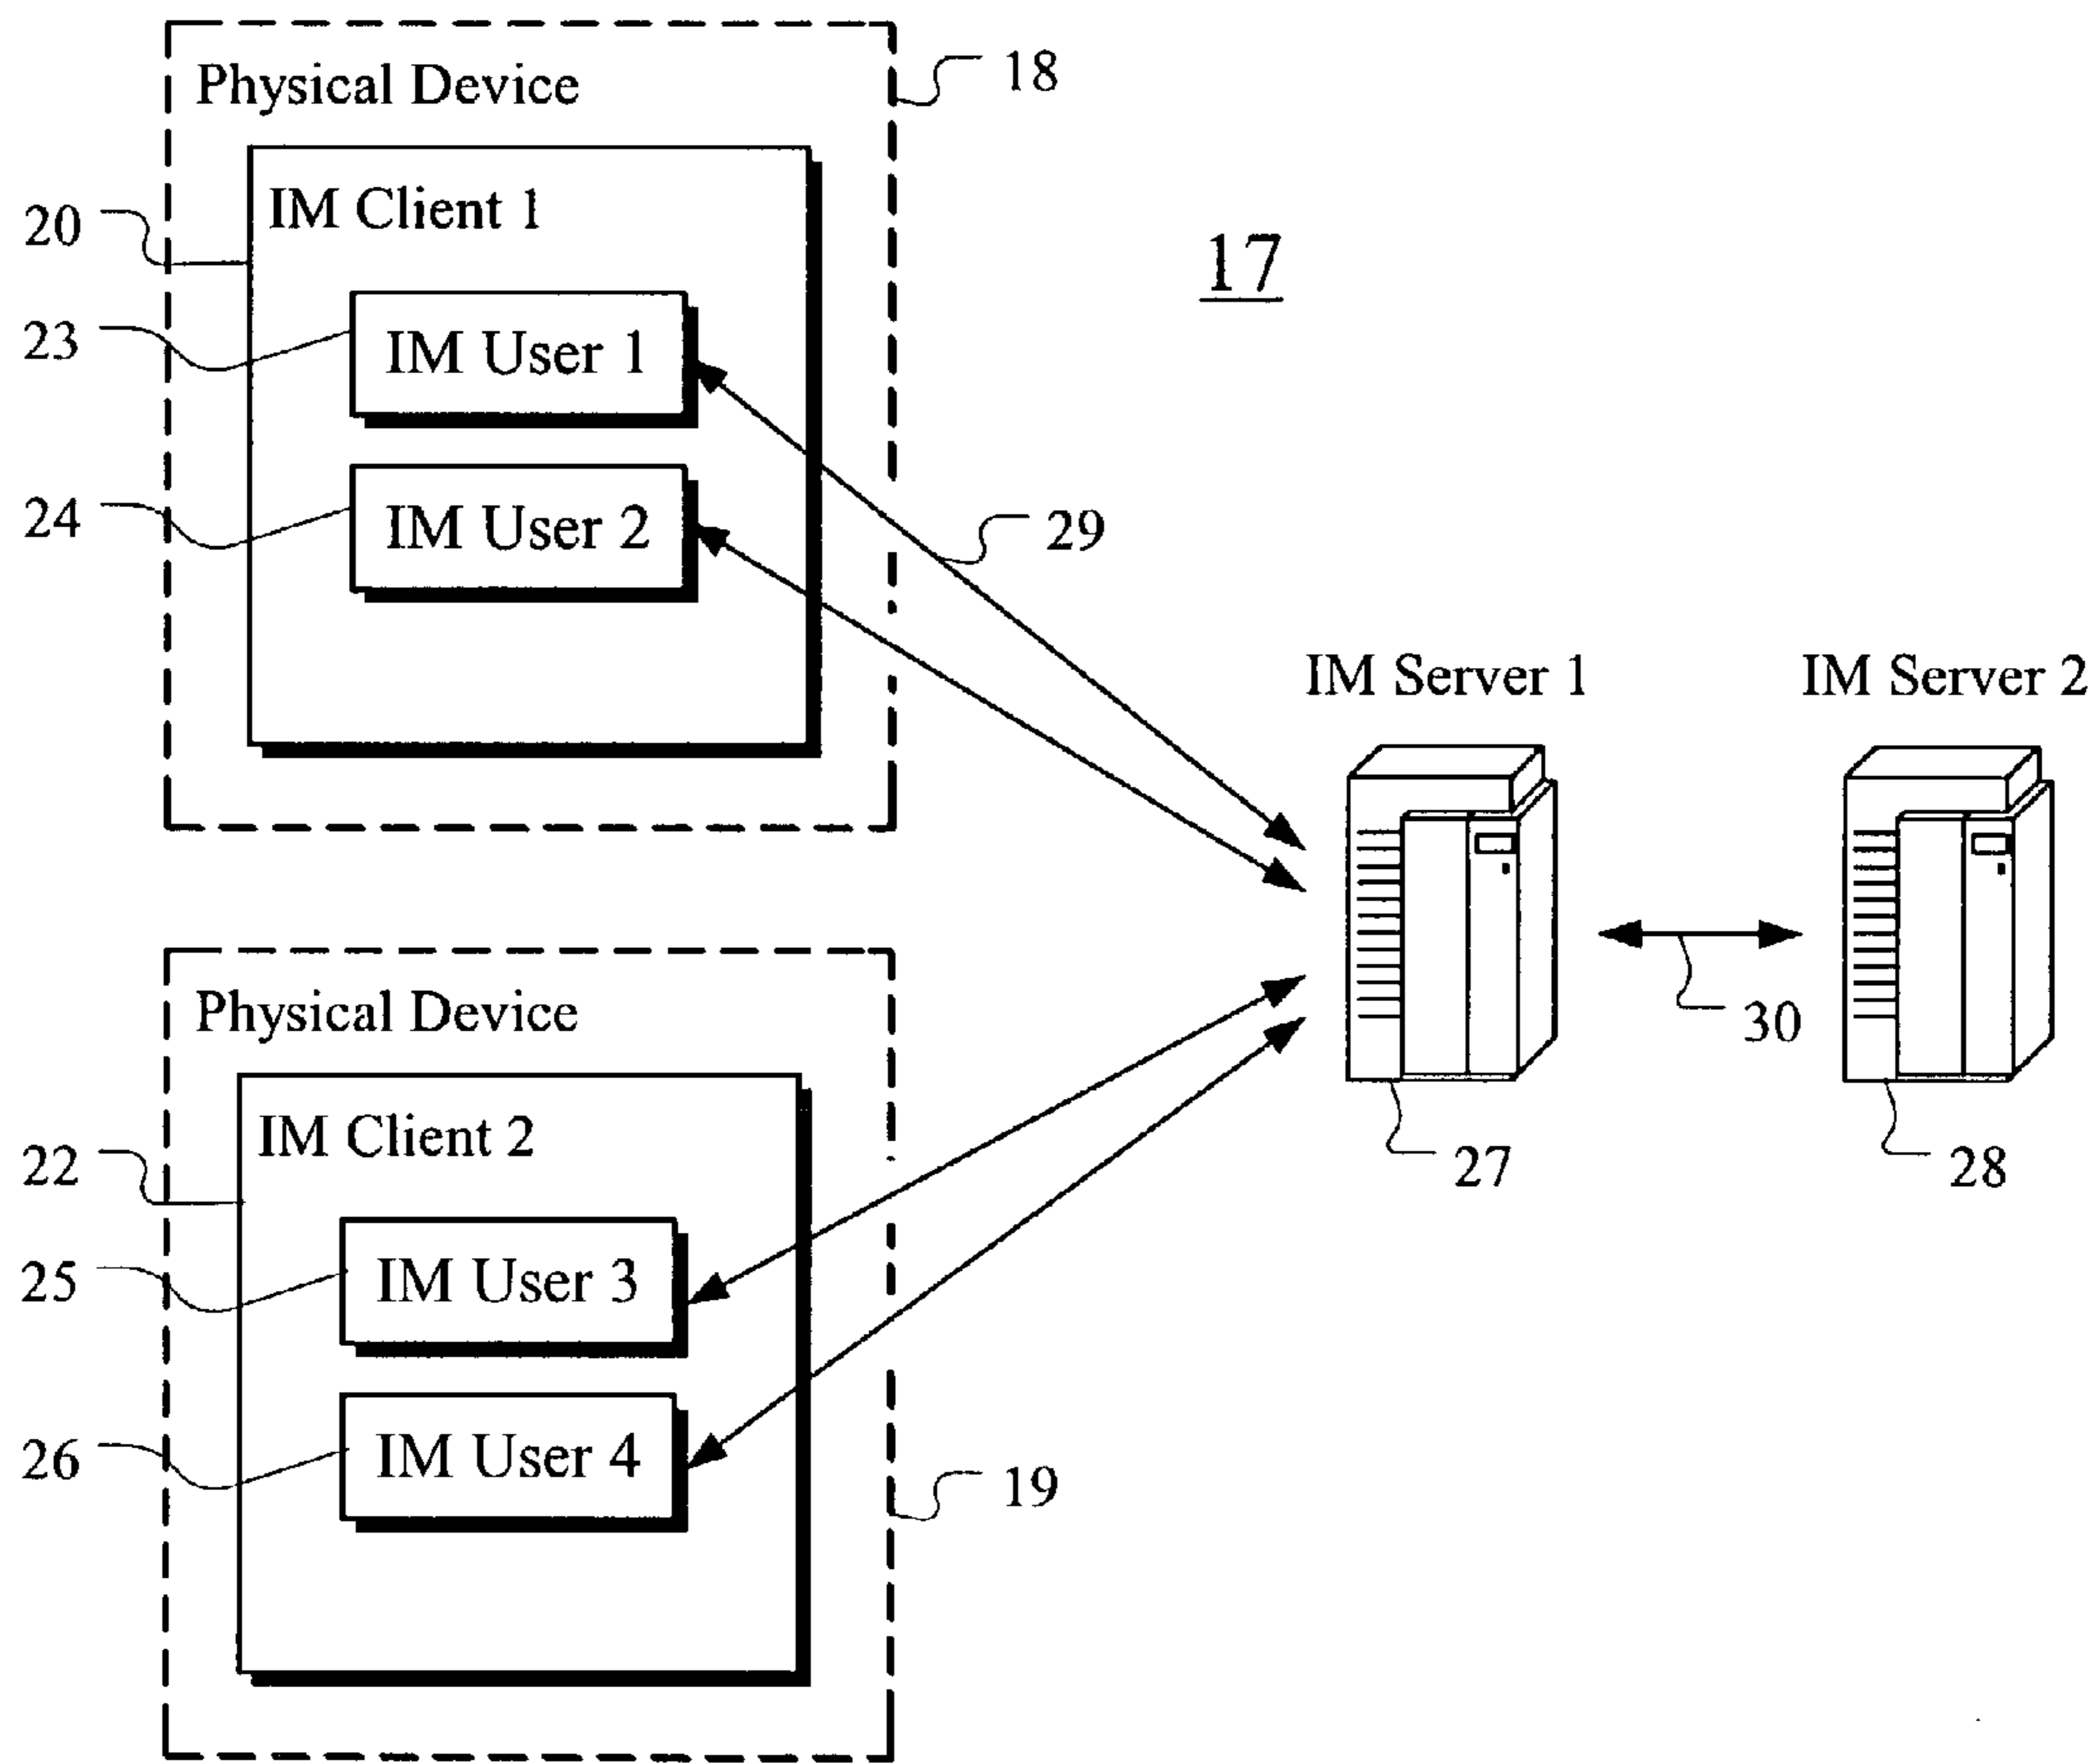 Physical Device
18
IM Client 1
20
17
23
IM User 1
24
IM User 2
29
IM Server 1
IM Server 2
Physical Device
30
IM Client 2
22
27
28
25
IM User 3
26
IM User 4
19